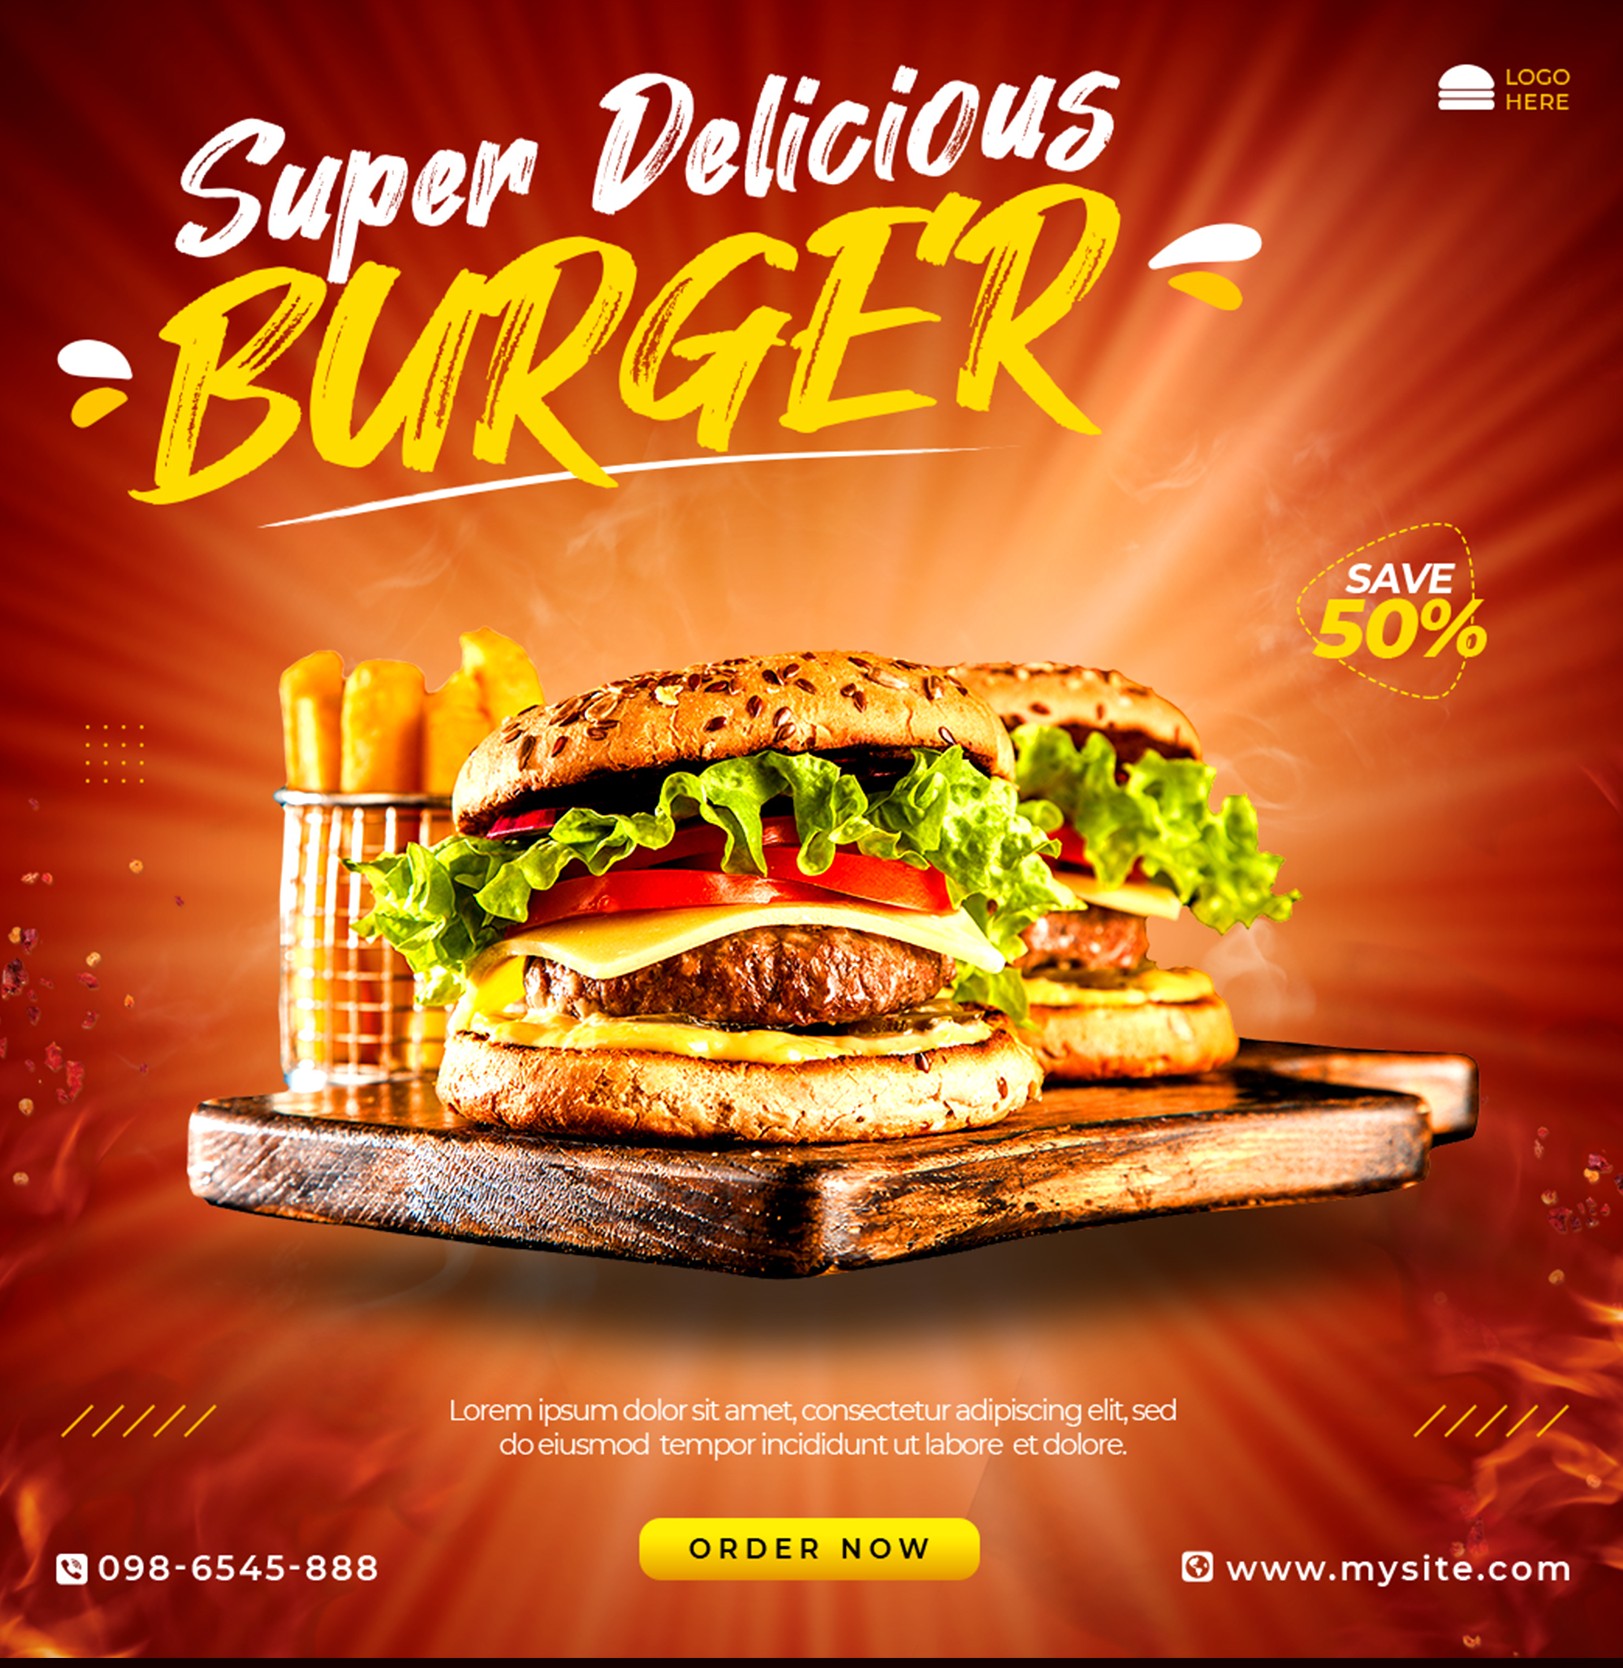 Super Delicious
BURGER
LOGO
HERE
SAVE
50%
Lorem ipsum dolor sit amet, consectetur adipiscing elit, sed
do eiusmod tempor incididunt ut labore et dolore.
ORDER NOW
098-6545-888
www.mysite.com